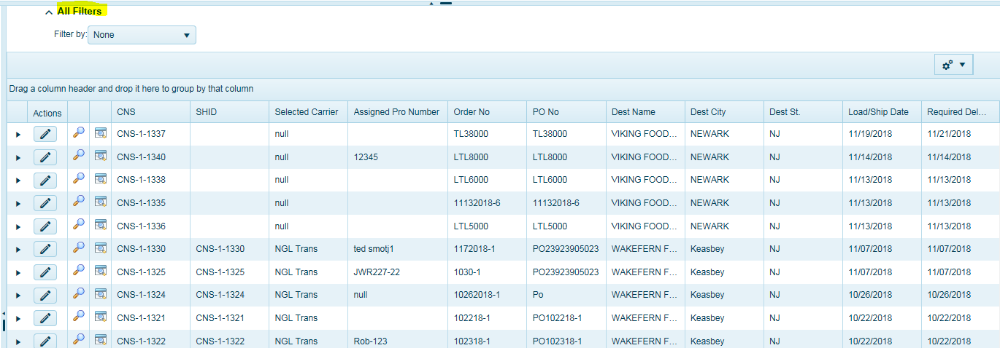 All Filters
Filter by: None
Drag a column header and drop it here to group by that column
Actions CNS SHID Selected Carrier Assigned Pro Number Order No PO No Dest Name Dest City Dest St. Load/Ship Date Required Del...
CNS-1-1337 null TL38000 TL38000 VIKING FOOD... NEWARK NJ 11/19/2018 11/21/2018
CNS-1-1340 null 12345 LTL8000 LTL8000 VIKING FOOD... NEWARK NJ 11/14/2018 11/14/2018
CNS-1-1338 null LTL6000 LTL6000 VIKING FOOD... NEWARK NJ 11/13/2018 11/13/2018
CNS-1-1335 null 11132018-6 11132018-6 VIKING FOOD... NEWARK NJ 11/13/2018 11/13/2018
CNS-1-1336 null LTL5000 LTL5000 VIKING FOOD... NEWARK NJ 11/13/2018 11/13/2018
CNS-1-1330 CNS-1-1330 NGL Trans ted smotj1 1172018-1 PO23923905023 WAKEFERN F... Keasbey NJ 11/07/2018 11/07/2018
CNS-1-1325 CNS-1-1325 NGL Trans JWR227-22 1030-1 PO23923905023 WAKEFERN F... Keasbey NJ 11/07/2018 11/07/2018
CNS-1-1324 CNS-1-1324 NGL Trans null 10262018-1 Po WAKEFERN F... Keasbey NJ 10/26/2018 10/26/2018
CNS-1-1321 CNS-1-1321 NGL Trans 102218-1 PO102218-1 WAKEFERN F... Keasbey NJ 10/22/2018 10/22/2018
CNS-1-1322 CNS-1-1322 NGL Trans Rob-123 102318-1 PO102318-1 WAKEFERN F... Keasbey NJ 10/22/2018 10/22/2018